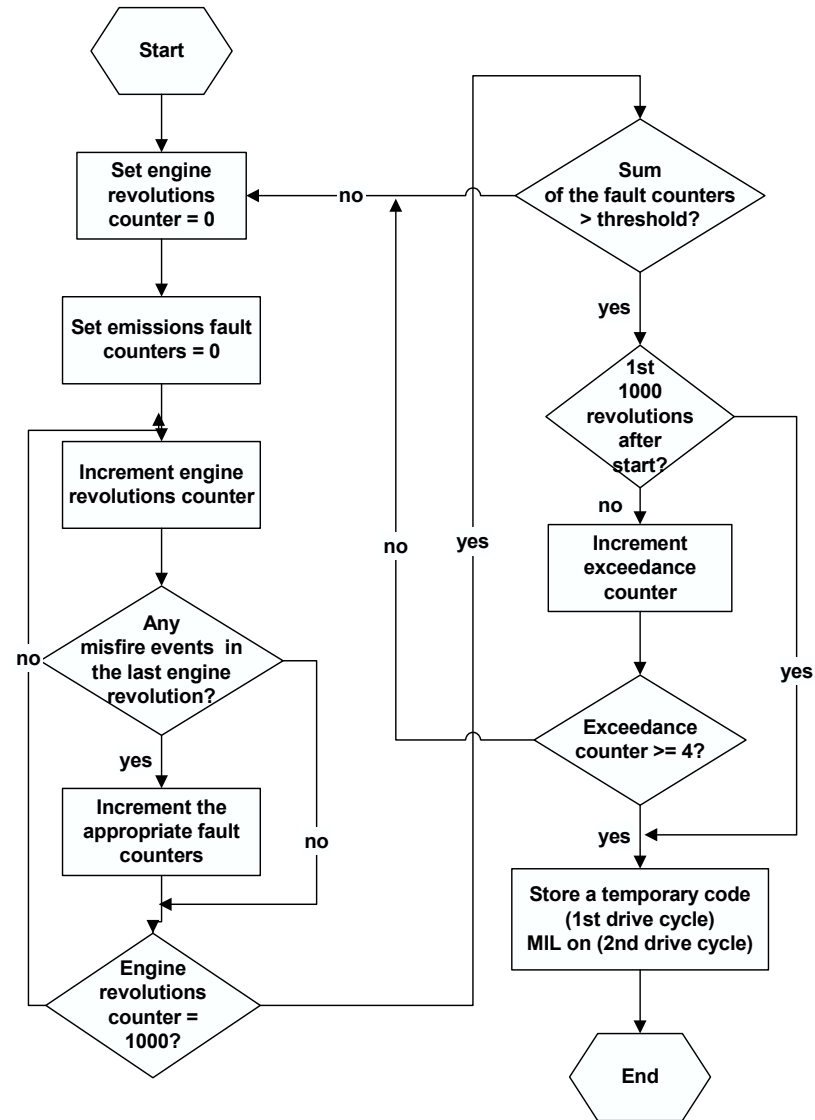 Start
Set engine
revolutions
counter = 0
Set emissions fault
counters = 0
Increment engine
revolutions counter
Any
misfire events in
the last engine
revolution?
no
yes
Increment the
appropriate fault
counters
no
Engine
revolutions
counter =
1000?
yes
Sum
of the fault counters
> threshold?
no
yes
1st
1000
revolutions
after
start?
no
yes
Increment
exceedance
counter
Exceedance
counter >= 4?
no
yes
Store a temporary code
(1st drive cycle)
MIL on (2nd drive cycle)
End